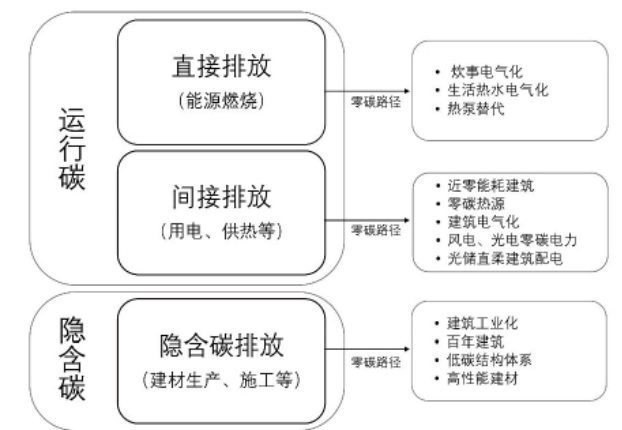 运行碳
直接排放
（能源燃烧）
零碳路径
• 炊事电气化
• 生活热水电气化
• 热泵替代
间接排放
（用电、供热等）
零碳路径
• 近零能耗建筑
• 零碳热源
• 建筑电气化
• 风电、光电零碳电力
• 光储直柔建筑配电
隐含碳
隐含碳排放
（建材生产、施工等）
零碳路径
• 建筑工业化
• 百年建筑
• 低碳结构体系
• 高性能建材